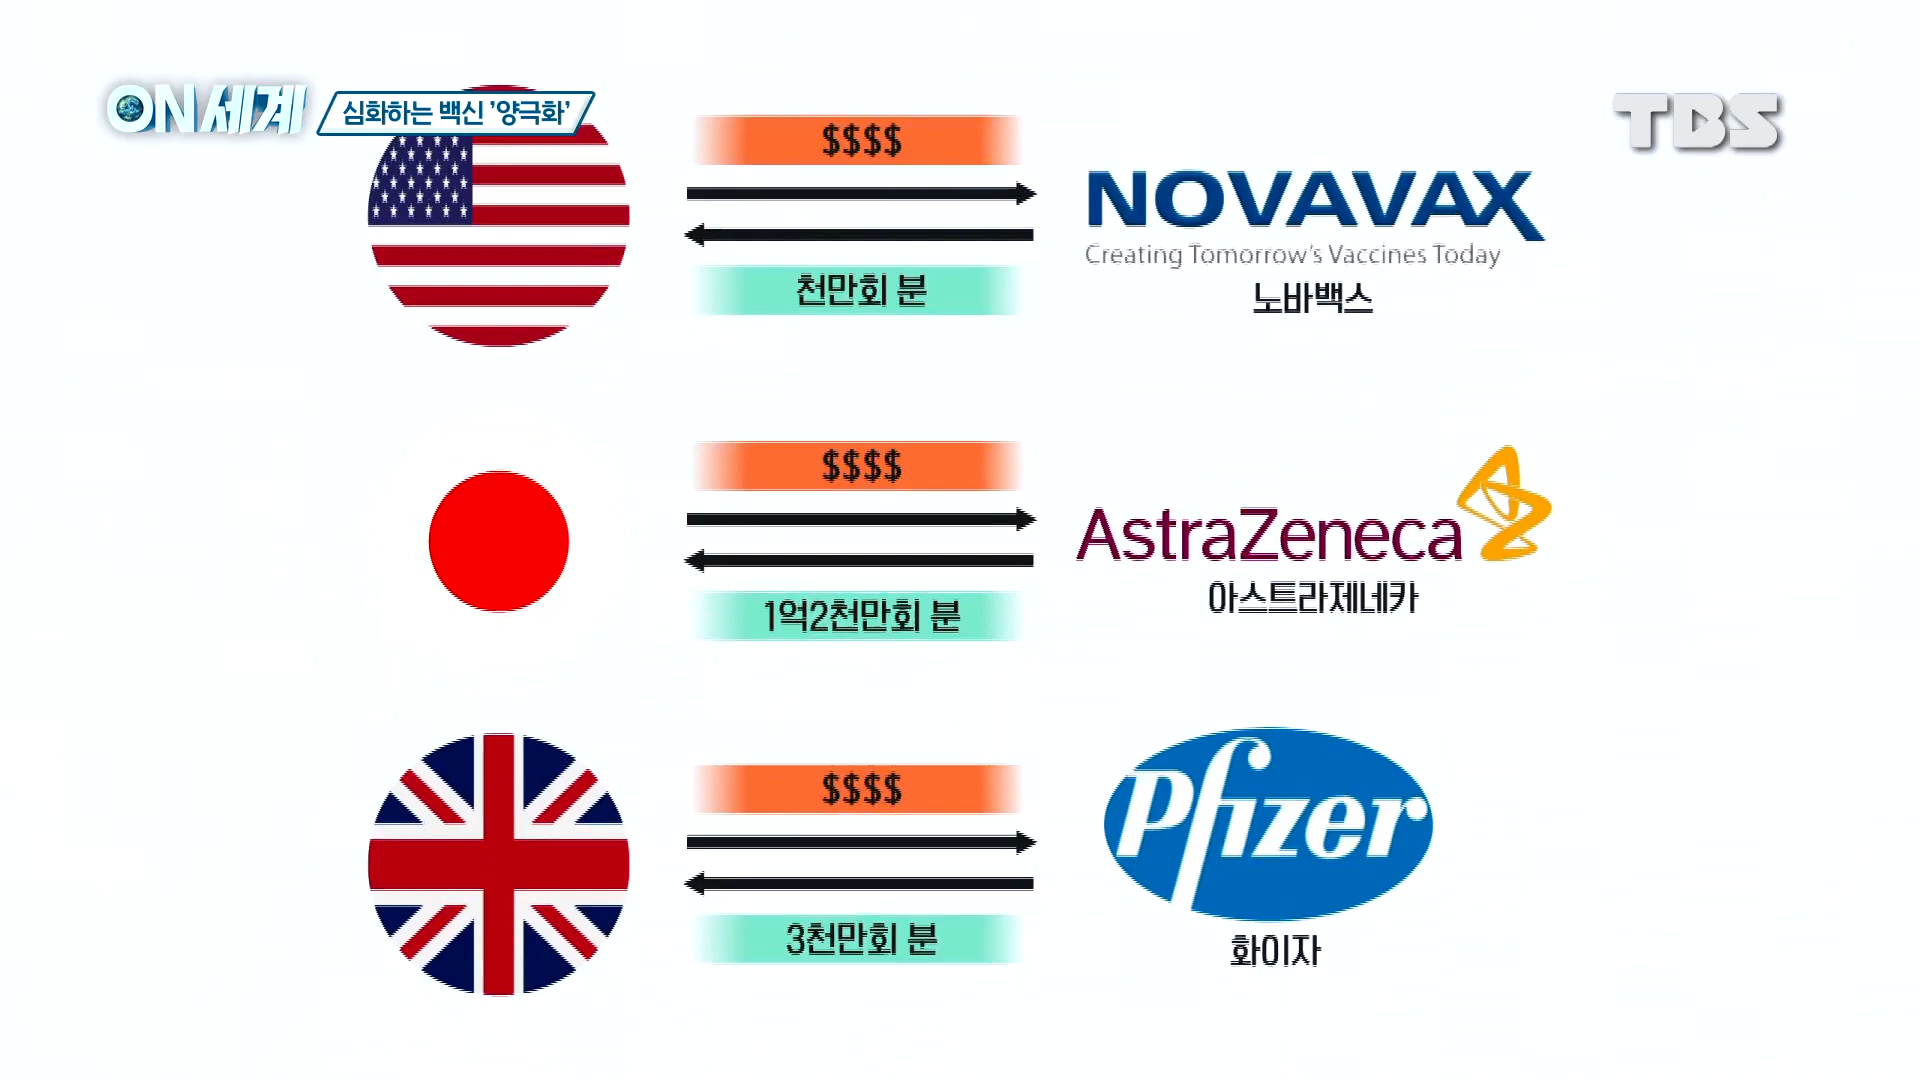 ON세계
심화하는 백신 '양극화'
TBS
$$$$
NOVAVAX
Creating Tomorrow's Vaccines Today
천만회 분
노바백스
$$$$
AstraZeneca
1억2천만회 분
아스트라제네카
$$$$
Pfizer
3천만회 분
화이자